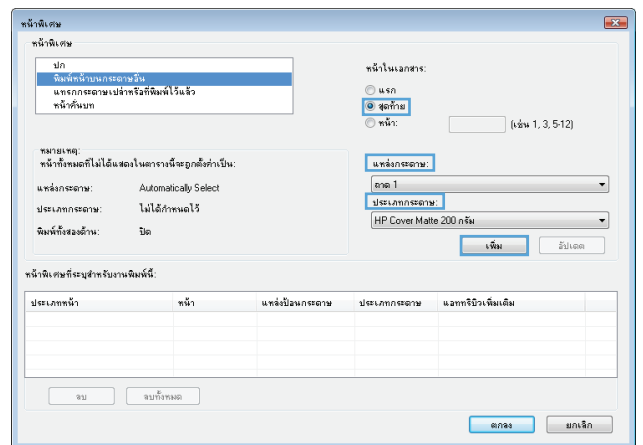 หน้าพิเศษ
หน้าพิเศษ
ปก
พิมพ์หน้าบนกระดาษอื่น
แทรกกระดาษเปล่าหรือที่พิมพ์ไว้แล้ว
หน้าคั่นบท
หน้าในเอกสาร:
แรก
สุดท้าย
หน้า:
(เช่น 1, 3, 5-12)
หมายเหตุ:
หน้าทั้งหมดที่ไม่ได้แสดงในตารางนี้จะถูกตั้งค่าเป็น:
แหล่งกระดาษ: Automatically Select
ประเภทกระดาษ: ไม่ได้กำหนดไว้
พิมพ์ทั้งสองด้าน: ปิด
แหล่งกระดาษ:
ถาด 1
ประเภทกระดาษ:
HP Cover Matte 200 กรัม
เพิ่ม อัปเดต
หน้าพิเศษที่ระบุสำหรับงานพิมพ์นี้:
ประเภทหน้า หน้า แหล่งป้อนกระดาษ ประเภทกระดาษ แอททริบิวเพิ่มเติม
ลบ ลบทั้งหมด
ตกลง ยกเลิก